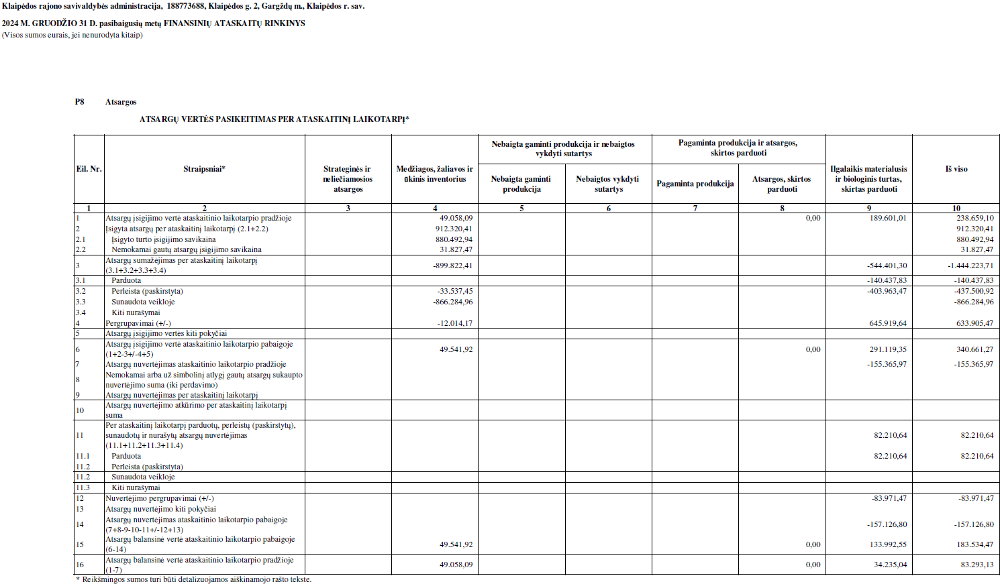 Klaipėdos rajono savivaldybės administracija,  188773688, Klaipėdos g. 2, Gargždų m., Klaipėdos r. sav.
2024 M. GRUODŽIO 31 D. pasibaigusių metų FINANSINIŲ ATASKAITŲ RINKINYS
(Visos sumos eurais, jei nenurodyta kitaip)
P8 Atsargos
ATSARGŲ VERTĖS PASIKEITIMAS PER ATASKAITINĮ LAIKOTARPĮ*
Eil. Nr.
Straipsniai*
Strateginės ir
neliečiamosios
atsargos
Medžiagos, žaliavos ir
ūkinis inventorius
Nebaigta gaminti produkcija ir nebaigtos
vykdyti sutartys
Nebaigta gaminti
produkcija
Nebaigtos vykdyti
sutartys
Pagaminta produkcija ir atsargos,
skirtos parduoti
Pagaminta produkcija
Atsargos, skirtos
parduoti
Ilgalaikis materialusis
ir biologinis turtas,
skirtas parduoti
Iš viso
1 2 3 4 5 6 7 8 9 10
1 Atsargų įsigijimo vertė ataskaitinio laikotarpio pradžioje 49.058,09 0,00 189.601,01 238.659,10
2 Įsigyta atsargų per ataskaitinį laikotarpį (2.1+2.2) 912.320,41 912.320,41
2.1 Įsigyto turto įsigijimo savikaina 880.492,94 880.492,94
2.2 Nemokamai gautų atsargų įsigijimo savikaina 31.827,47 31.827,47
3 Atsargų sumažėjimas per ataskaitinį laikotarpį
(3.1+3.2+3.3+3.4) -899.822,41 -544.401,30 -1.444.223,71
3.1 Parduota -140.437,83 -140.437,83
3.2 Perleista (paskirstyta) -33.537,45 -403.963,47 -437.500,92
3.3 Sunaudota veikloje -866.284,96 -866.284,96
3.4 Kiti nurašymai
4 Pergrupavimai (+/-) -12.014,17 645.919,64 633.905,47
5 Atsargų įsigijimo vertės kiti pokyčiai
6 Atsargų įsigijimo vertė ataskaitinio laikotarpio pabaigoje
(1+2-3+/-4+5) 49.541,92 0,00 291.119,35 340.661,27
7 Atsargų nuvertėjimas ataskaitinio laikotarpio pradžioje -155.365,97 -155.365,97
8 Nemokamai arba už simbolinį atlygį gautų atsargų sukaupto
nuvertėjimo suma (iki perdavimo)
9 Atsargų nuvertėjimas per ataskaitinį laikotarpį
10 Atsargų nuvertėjimo atkūrimo per ataskaitinį laikotarpį
suma
11 Per ataskaitinį laikotarpį parduotų, perleistų (paskirstytų),
sunaudotų ir nurašytų atsargų nuvertėjimas
(11.1+11.2+11.3+11.4) 82.210,64 82.210,64
11.1 Parduota 82.210,64 82.210,64
11.2 Perleista (paskirstyta)
11.2 Sunaudota veikloje
11.3 Kiti nurašymai
12 Nuvertėjimo pergrupavimai (+/-) -83.971,47 -83.971,47
13 Atsargų nuvertėjimo kiti pokyčiai
14 Atsargų nuvertėjimas ataskaitinio laikotarpio pabaigoje
(7+8-9-10-11+/-12+13) -157.126,80 -157.126,80
15 Atsargų balansinė vertė ataskaitinio laikotarpio pabaigoje
(6-14) 49.541,92 0,00 133.992,55 183.534,47
16 Atsargų balansinė vertė ataskaitinio laikotarpio pradžioje
(1-7) 49.058,09 0,00 34.235,04 83.293,13
* Reikšmingos sumos turi būti detalizuojamos aiškinamojo rašto tekste.